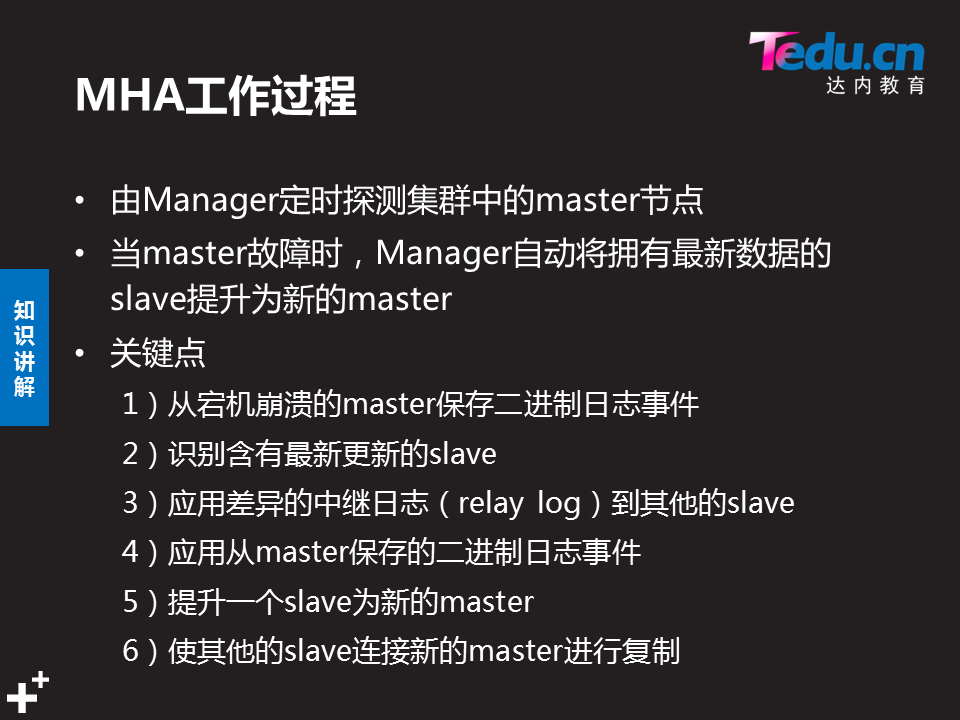 Tedu.cn
达内教育
MHA工作过程
• 由Manager定时探测集群中的master节点
• 当master故障时，Manager自动将拥有最新数据的
slave提升为新的master
• 关键点
1）从宕机崩溃的master保存二进制日志事件
2）识别含有最新更新的slave
3）应用差异的中继日志（relay log）到其他的slave
4）应用从master保存的二进制日志事件
5）提升一个slave为新的master
6）使其他的slave连接新的master进行复制
知
识
讲
解